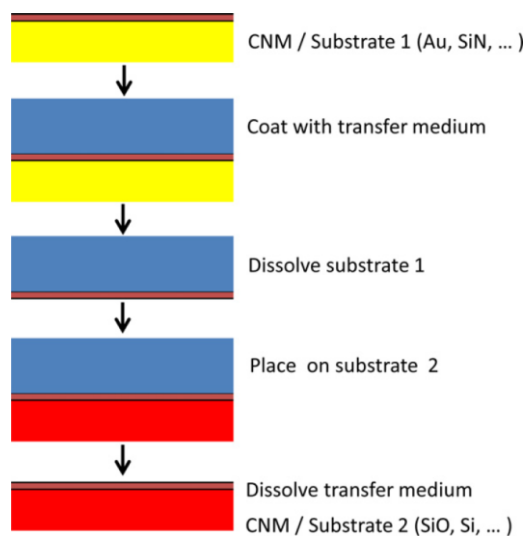 CNM / Substrate 1 (Au, SiN, … )
Coat with transfer medium
Dissolve substrate 1
Place on substrate 2
Dissolve transfer medium
CNM / Substrate 2 (SiO, Si, … )